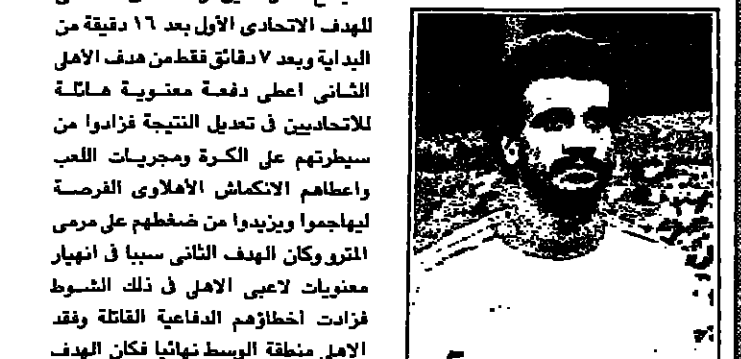 للهدف الاتحادى الأول بعد ١٦ دقيقة من
البداية وبعد ٧ دقائق فقط من هدف الأهلى
الثانى اعطى دفعة معنوية هائلة
للاتحاديين فى تعديل النتيجة فزادوا من
سيطرتهم على الكرة ومجريات اللعب
واعطاهم الانكماش الأهلاوى الفرصة
ليهاجموا ويزيدوا من ضغطهم على مرمى
المترو وكان الهدف الثانى سببا فى انهيار
معنويات لاعبى الاهلى فى ذلك الشوط
فزادت أخطاؤهم الدفاعية القاتلة وفقد
الاهلى منطقة الوسط نهائيا فكان الهدف